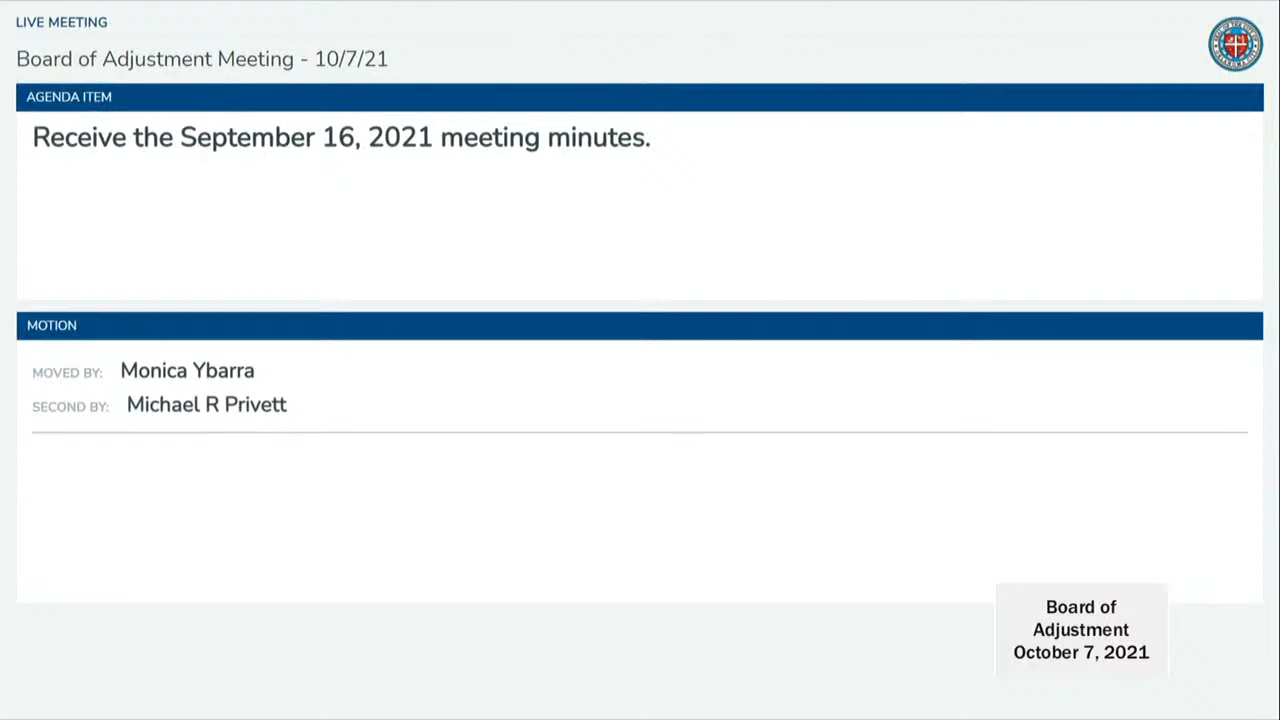 LIVE MEETING
Board of Adjustment Meeting - 10/7/21
AGENDA ITEM
Receive the September 16, 2021 meeting minutes.
MOTION
MOVED BY: Monica Ybarra
SECOND BY: Michael R Privett
Board of
Adjustment
October 7, 2021